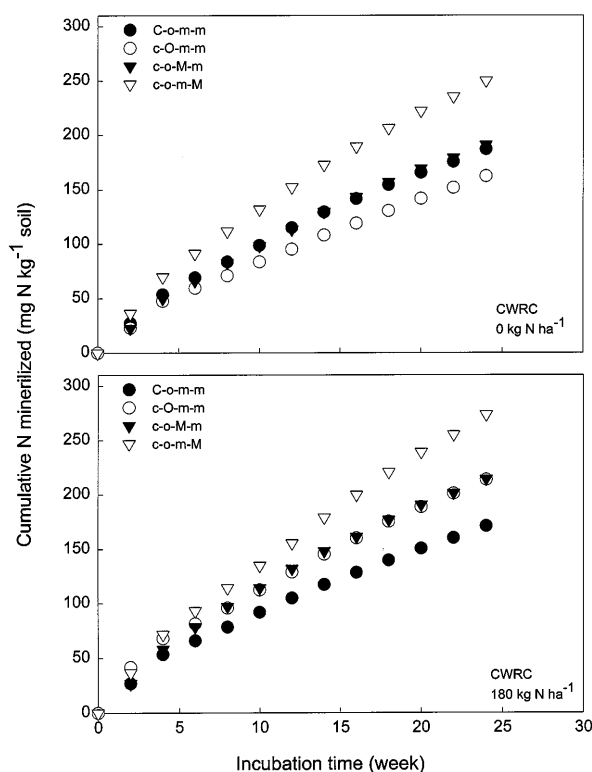 300
250
200
150
100
50
0
C-o-m-m
c-O-m-m
c-o-M-m
c-o-m-M
CWRC
0 kg N ha⁻¹
Cumulative N minerilized (mg N kg⁻¹ soil)
300
250
200
150
100
50
0
C-o-m-m
c-O-m-m
c-o-M-m
c-o-m-M
CWRC
180 kg N ha⁻¹
0 5 10 15 20 25 30
Incubation time (week)